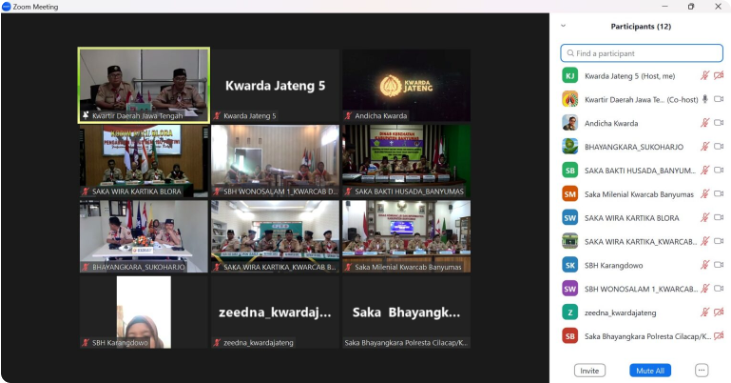 Zoom Meeting
Kwartir Daerah Jawa Tengah
Kwarda Jateng 5
Kwarda Jateng 5
KWARDA
JATENG
Andicha Kwarda
SAKA WIRA KARTIKA BLORA
SBH WONOSALAM 1_KWARCAB D...
SAKA BAKTI HUSADA_BANYUMAS
BHAYANGKARA_SUKOHARJO
SAKA WIRA KARTIKA_KWARCAB B...
Saka Milenial Kwarcab Banyumas
SBH Karangdowo
zeedna_kwardaj...
zeedna_kwardajateng
Saka Bhayangk...
Saka Bhayangkara Polresta Cilacap/K...
Participants (12)
Find a participant
KJ Kwarda Jateng 5 (Host, me)
Kwartir Daerah Jawa Te... (Co-host)
Andicha Kwarda
BHAYANGKARA_SUKOHARJO
SB SAKA BAKTI HUSADA_BANYUM...
SM Saka Milenial Kwarcab Banyumas
SW SAKA WIRA KARTIKA BLORA
SAKA WIRA KARTIKA_KWARCAB...
SK SBH Karangdowo
SW SBH WONOSALAM 1_KWARCAB...
Z zeedna_kwardajateng
SB Saka Bhayangkara Polresta Cilacap/K...
Invite
Mute All